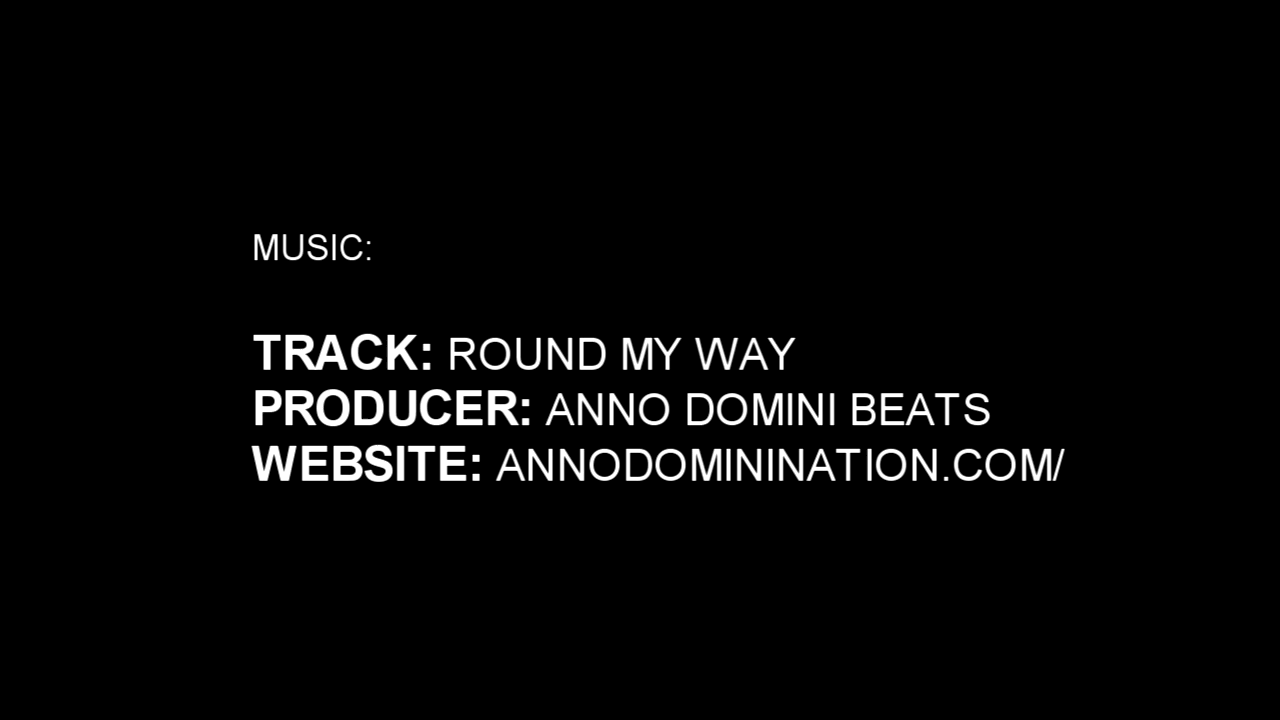 MUSIC:
TRACK: ROUND MY WAY
PRODUCER: ANNO DOMINI BEATS
WEBSITE: ANNODOMININATION.COM/